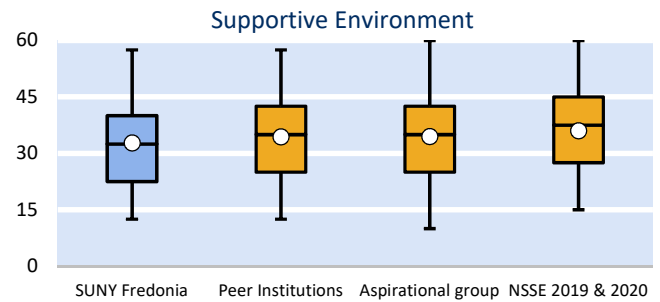 Supportive Environment
60
45
30
15
0
SUNY Fredonia Peer Institutions Aspirational group NSSE 2019 & 2020